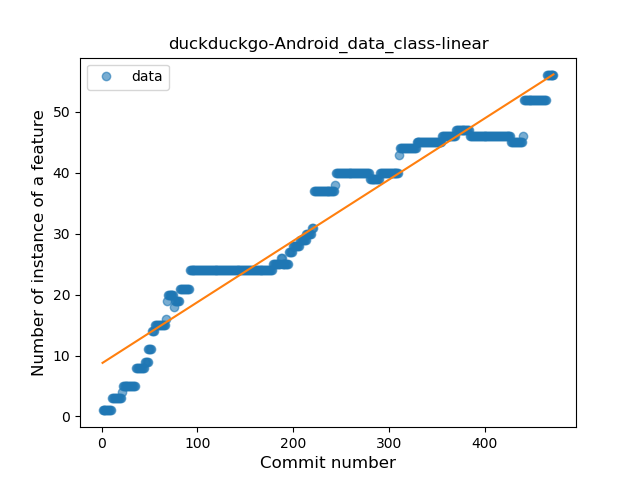 duckduckgo-Android_data_class-linear
data
Number of instance of a feature
50
40
30
20
10
0
0 100 200 300 400
Commit number